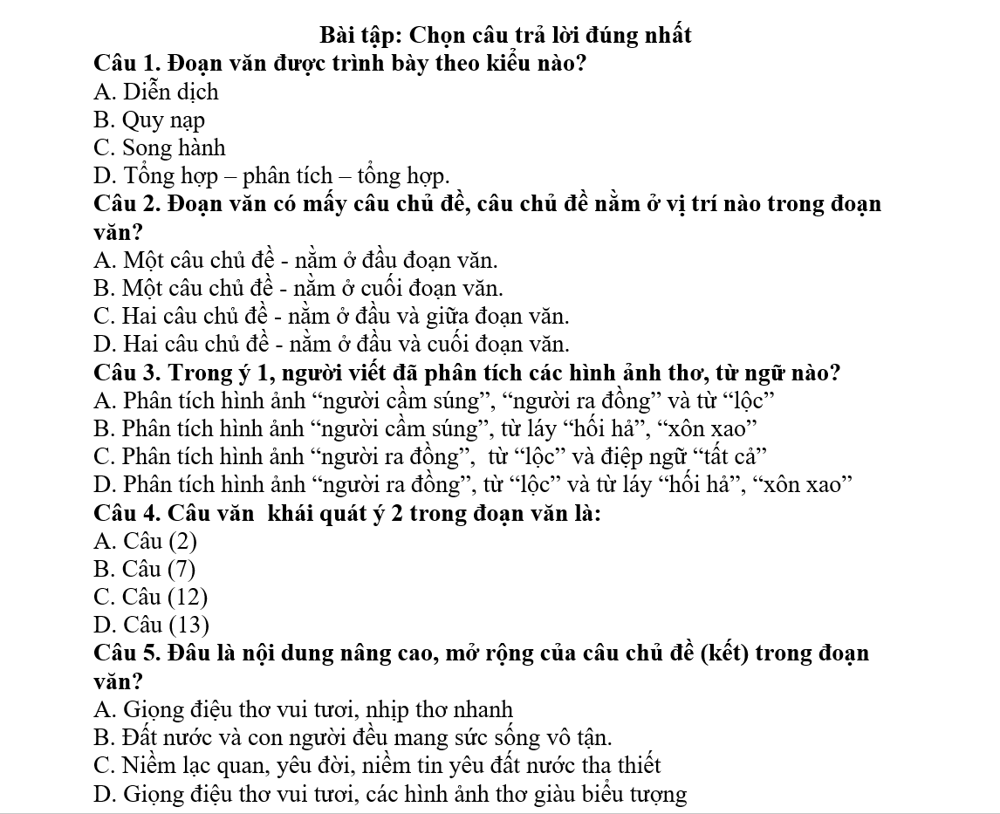 Bài tập: Chọn câu trả lời đúng nhất
Câu 1. Đoạn văn được trình bày theo kiểu nào?
A. Diễn dịch
B. Quy nạp
C. Song hành
D. Tổng hợp – phân tích – tổng hợp.
Câu 2. Đoạn văn có mấy câu chủ đề, câu chủ đề nằm ở vị trí nào trong đoạn
văn?
A. Một câu chủ đề - nằm ở đầu đoạn văn.
B. Một câu chủ đề - nằm ở cuối đoạn văn.
C. Hai câu chủ đề - nằm ở đầu và giữa đoạn văn.
D. Hai câu chủ đề - nằm ở đầu và cuối đoạn văn.
Câu 3. Trong ý 1, người viết đã phân tích các hình ảnh thơ, từ ngữ nào?
A. Phân tích hình ảnh “người cầm súng”, “người ra đồng” và từ “lộc”
B. Phân tích hình ảnh “người cầm súng”, từ láy “hối hả”, “xôn xao”
C. Phân tích hình ảnh “người ra đồng”,  từ “lộc” và điệp ngữ “tất cả”
D. Phân tích hình ảnh “người ra đồng”, từ “lộc” và từ láy “hối hả”, “xôn xao”
Câu 4. Câu văn  khái quát ý 2 trong đoạn văn là:
A. Câu (2)
B. Câu (7)
C. Câu (12)
D. Câu (13)
Câu 5. Đâu là nội dung nâng cao, mở rộng của câu chủ đề (kết) trong đoạn
văn?
A. Giọng điệu thơ vui tươi, nhịp thơ nhanh
B. Đất nước và con người đều mang sức sống vô tận.
C. Niềm lạc quan, yêu đời, niềm tin yêu đất nước tha thiết
D. Giọng điệu thơ vui tươi, các hình ảnh thơ giàu biểu tượng